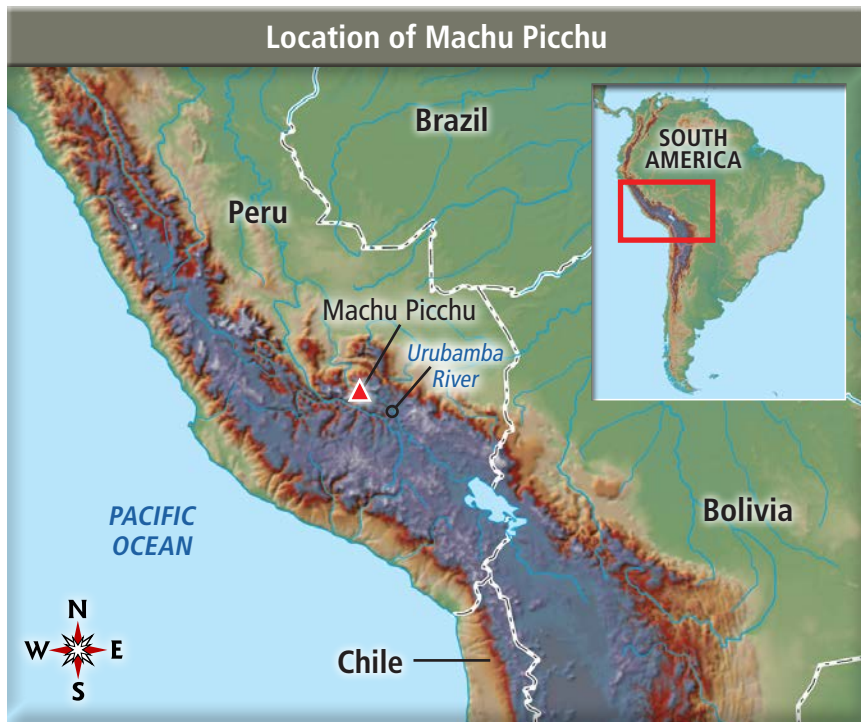 Location of Machu Picchu
Brazil
SOUTH
AMERICA
Peru
Machu Picchu
Urubamba
River
Bolivia
PACIFIC
OCEAN
N
W E
S
Chile